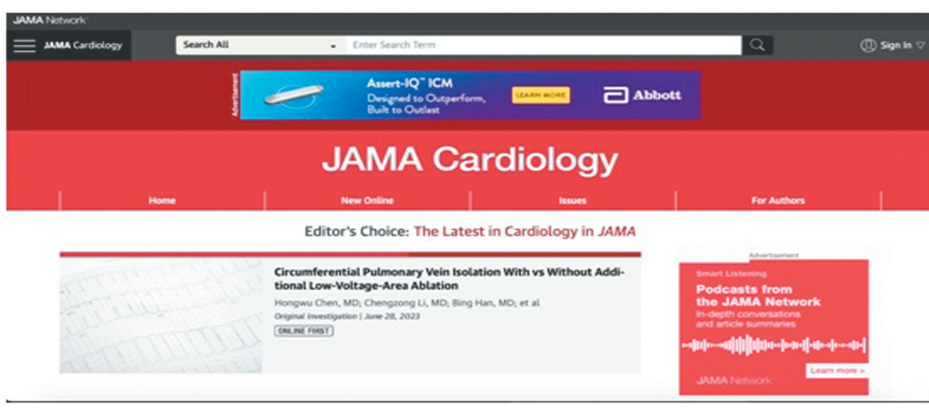 JAMA Network
JAMA Cardiology
Search All
Enter Search Term
Sign In
Advertisement
Assert-IQ™ ICM
Designed to Outperform,
Built to Outlast
LEARN MORE
Abbott
JAMA Cardiology
Home
New Online
Issues
For Authors
Editor's Choice: The Latest in Cardiology in JAMA
Circumferential Pulmonary Vein Isolation With vs Without Addi-
tional Low-Voltage-Area Ablation
Hongwu Chen, MD; Chengzong Li, MD; Bing Han, MD; et al
Original Investigation | June 28, 2023
ONLINE FIRST
Advertisement
Smart Listening
Podcasts from
the JAMA Network
In-depth conversations
and article summaries
Learn more >
JAMA Network